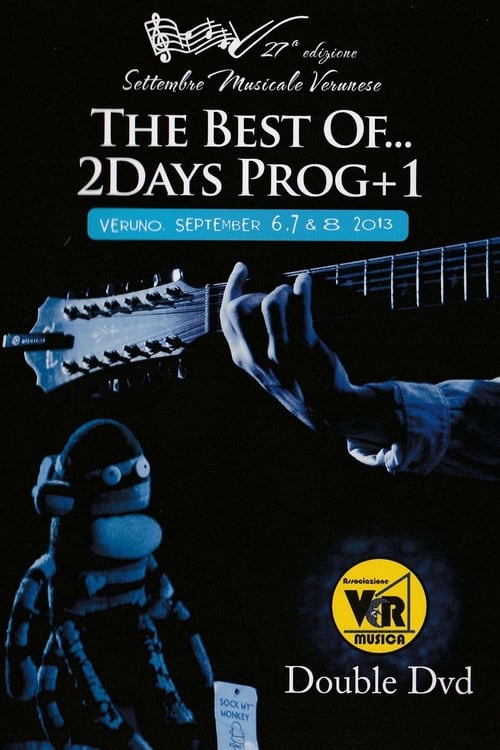 27ª edizione
Settembre Musicale Verunese
THE BEST OF...
2DAYS PROG+1
VERUNO. SEPTEMBER 6.7 & 8 2013
Associazione
VeR1
MUSICA
Double Dvd
SOCK MY
MONKEY